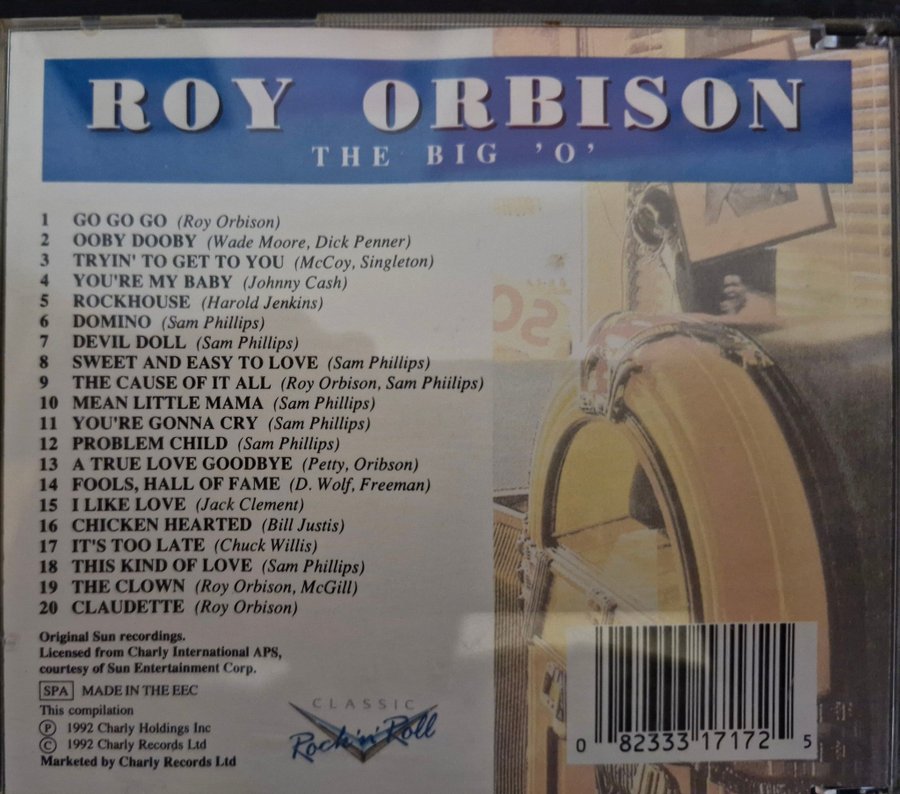 ROY ORBISON
THE BIG 'O'
1 GO GO GO (Roy Orbison)
2 OOBY DOOBY (Wade Moore, Dick Penner)
3 TRYIN' TO GET TO YOU (McCoy, Singleton)
4 YOU'RE MY BABY (Johnny Cash)
5 ROCKHOUSE (Harold Jenkins)
6 DOMINO (Sam Phillips)
7 DEVIL DOLL (Sam Phillips)
8 SWEET AND EASY TO LOVE (Sam Phillips)
9 THE CAUSE OF IT ALL (Roy Orbison, Sam Phiilips)
10 MEAN LITTLE MAMA (Sam Phillips)
11 YOU'RE GONNA CRY (Sam Phillips)
12 PROBLEM CHILD (Sam Phillips)
13 A TRUE LOVE GOODBYE (Petty, Oribson)
14 FOOLS, HALL OF FAME (D. Wolf, Freeman)
15 I LIKE LOVE (Jack Clement)
16 CHICKEN HEARTED (Bill Justis)
17 IT'S TOO LATE (Chuck Willis)
18 THIS KIND OF LOVE (Sam Phillips)
19 THE CLOWN (Roy Orbison, McGill)
20 CLAUDETTE (Roy Orbison)
Original Sun recordings.
Licensed from Charly International APS,
courtesy of Sun Entertainment Corp.
SPA MADE IN THE EEC
This compilation
Ⓟ 1992 Charly Holdings Inc
© 1992 Charly Records Ltd
Marketed by Charly Records Ltd
CLASSIC
Rock'n'Roll
0 82333 17172 5